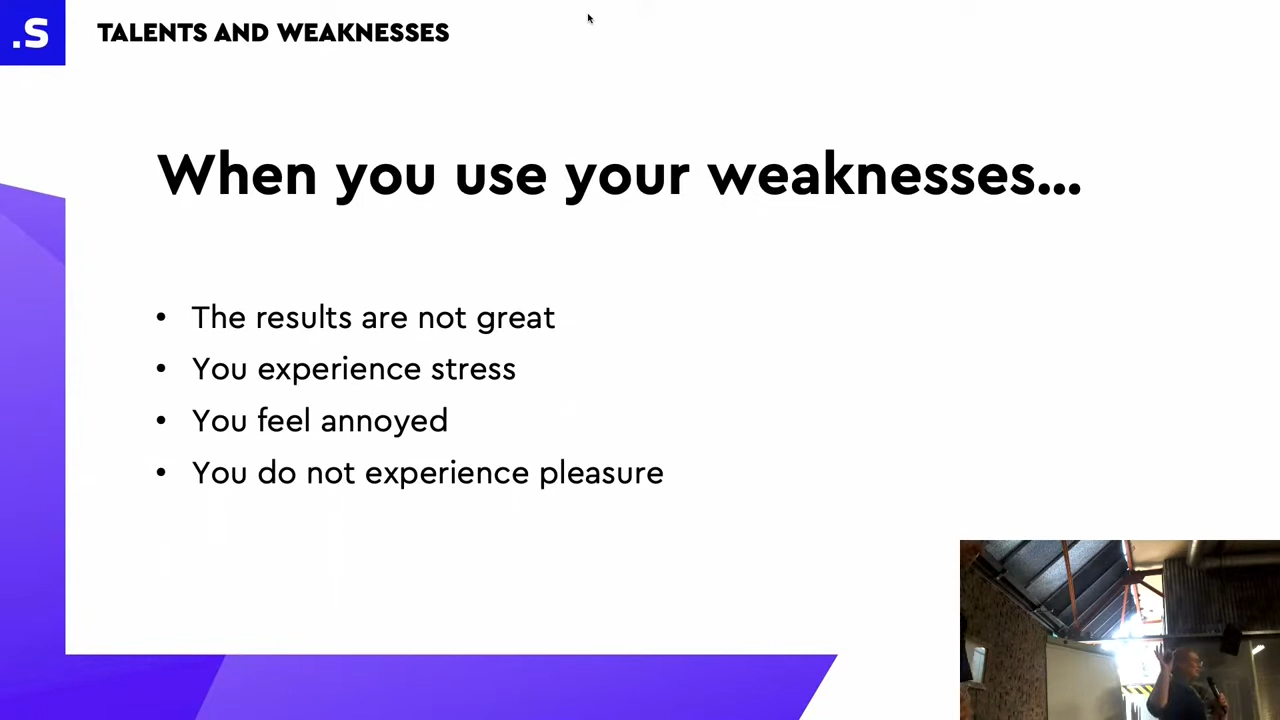 .S
TALENTS AND WEAKNESSES
When you use your weaknesses...
• The results are not great
• You experience stress
• You feel annoyed
• You do not experience pleasure